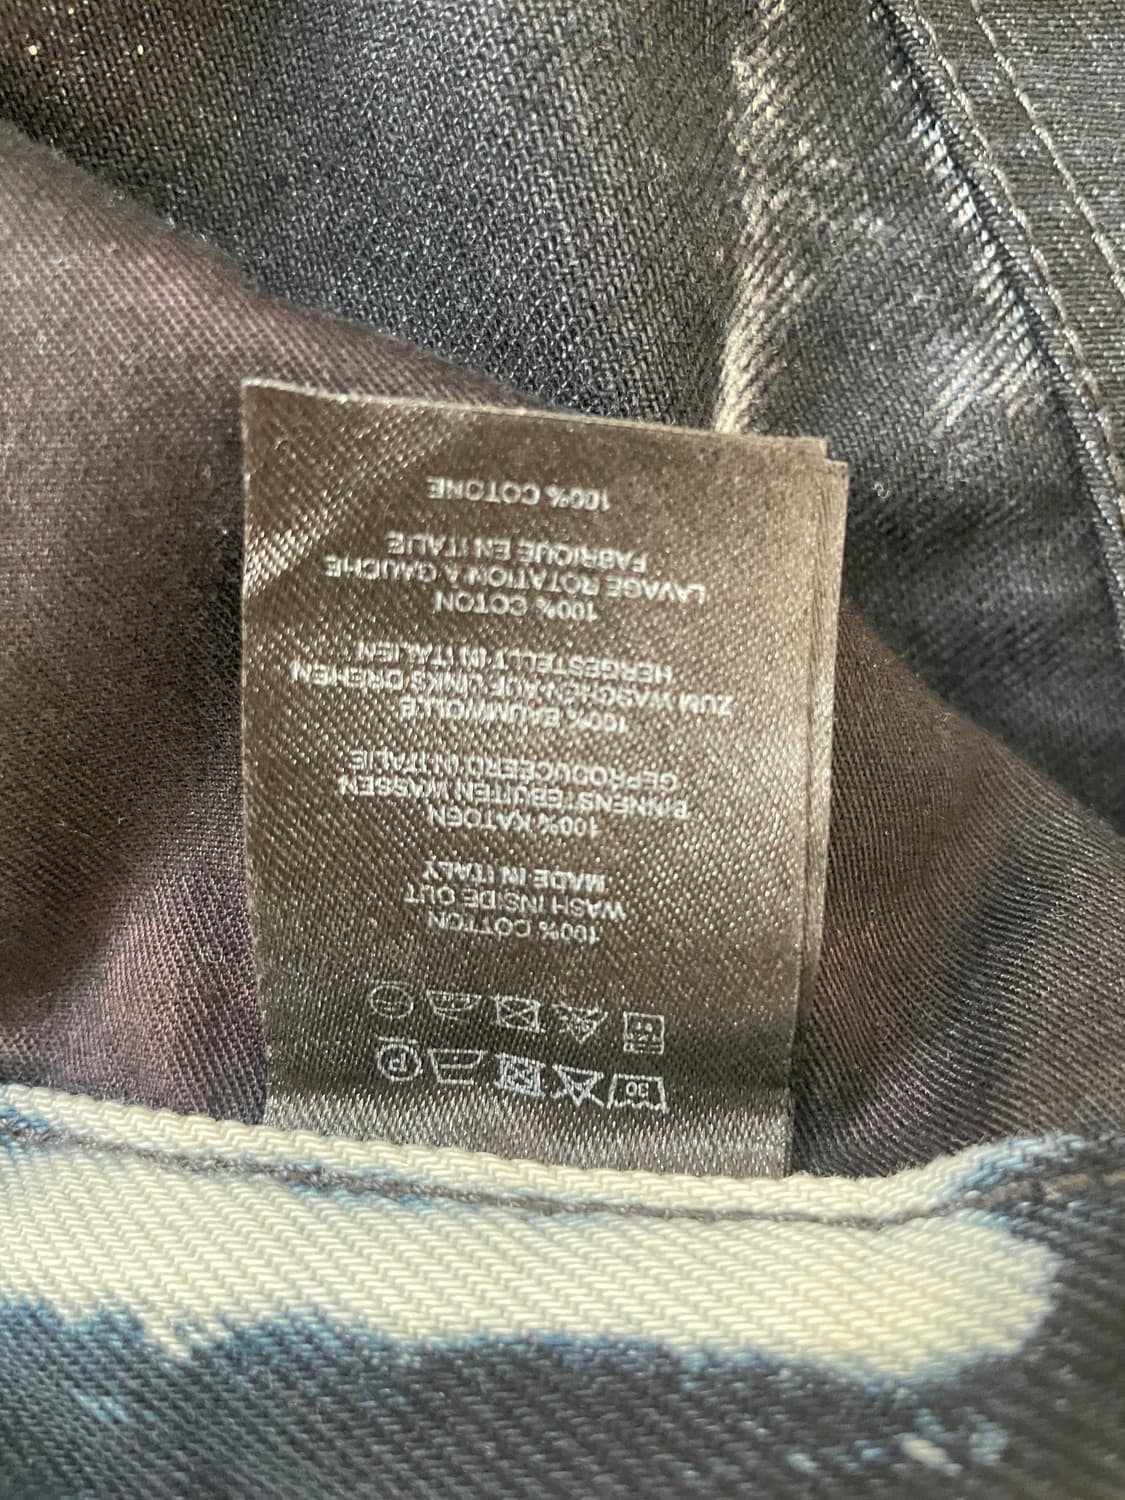 30 P
100% COTTON
WASH INSIDE OUT
MADE IN ITALY
100% KATOEN
BINNENSTEBUITEN WASSEN
GEPRODUCEERD IN ITALIE
100% BAUMWOLLE
ZUM WASCHEN AUF LINKS DREHEN
HERGESTELLT IN ITALIEN
100% COTON
LAVAGE ROTATION À GAUCHE
FABRIQUE EN ITALIE
100% COTONE